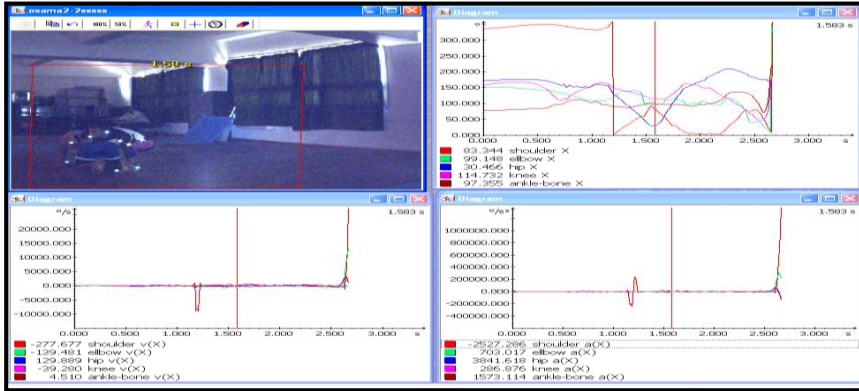 osama2-2sssss
100% 50%
1.50 s
Diagram
1.583 s
300.000
250.000
200.000
150.000
100.000
50.000
0.000
0.000 0.500 1.000 1.500 2.000 2.500 3.000 s
83.344 shoulder X
99.148 ellbow X
30.466 hip X
114.732 knee X
97.355 ankle-bone X
Diagram
°/s
1.583 s
20000.000
15000.000
10000.000
5000.000
0.000
-5000.000
-10000.000
0.000 0.500 1.000 1.500 2.000 2.500 3.000 s
-277.677 shoulder v(X)
-139.481 ellbow v(X)
129.889 hip v(X)
-39.280 knee v(X)
4.510 ankle-bone v(X)
Diagram
°/s²
1.583 s
1000000.000
800000.000
600000.000
400000.000
200000.000
0.000
-200000.000
-400000.000
0.000 0.500 1.000 1.500 2.000 2.500 3.000 s
-2527.286 shoulder a(X)
703.017 ellbow a(X)
3841.618 hip a(X)
286.876 knee a(X)
1573.114 ankle-bone a(X)